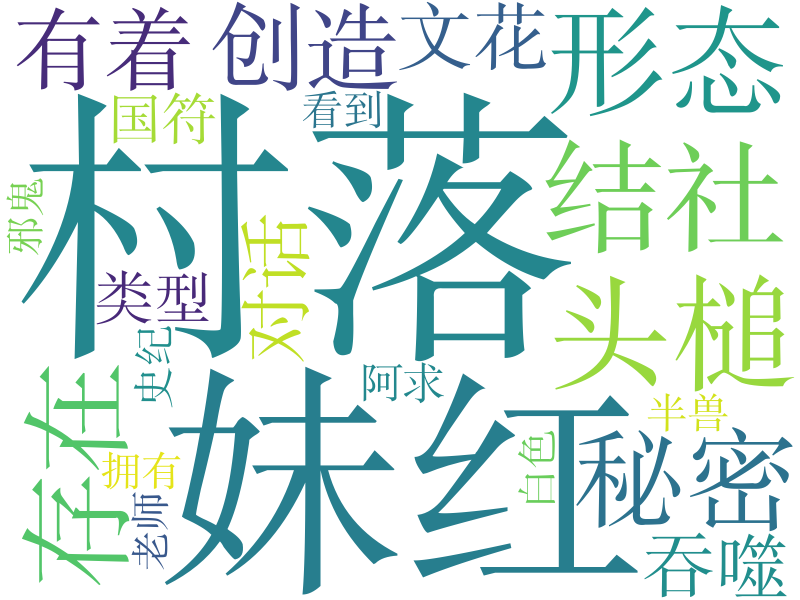 有着
创造
文花
形态
国符
看到
村落
结社
邪鬼
对话
类型
头槌
史纪
阿求
存在
妹红
半兽
拥有
白色
秘密
老师
吞噬